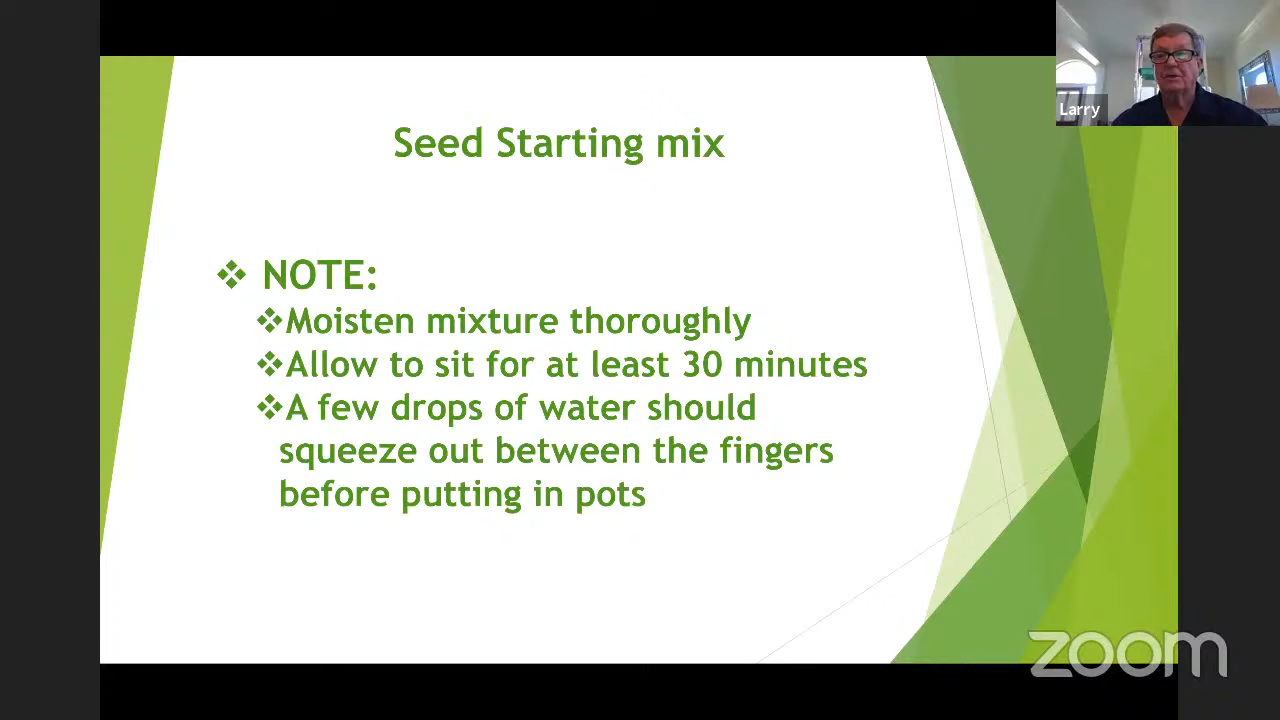 Larry
Seed Starting mix
❖ NOTE:
❖Moisten mixture thoroughly
❖Allow to sit for at least 30 minutes
❖A few drops of water should
squeeze out between the fingers
before putting in pots
zoom